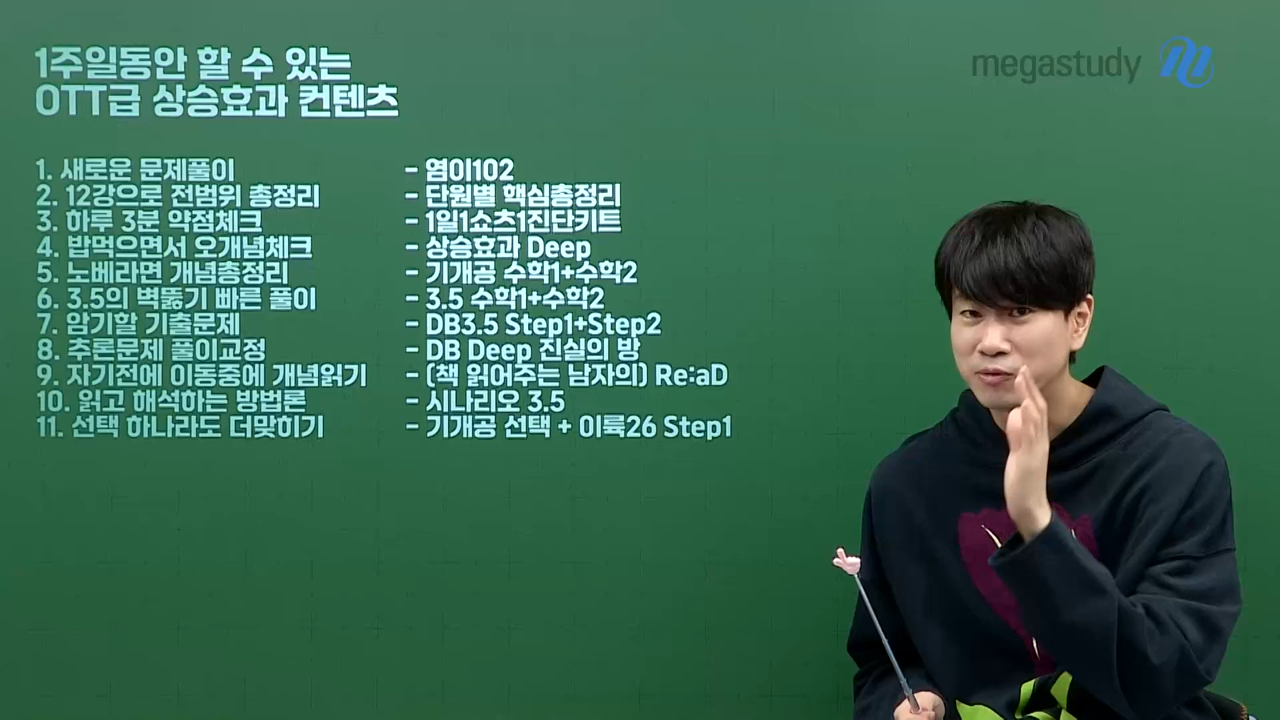 1주일동안 할 수 있는
OTT급 상승효과 컨텐츠
megastudy
1. 새로운 문제풀이 - 염이102
2. 12강으로 전범위 총정리 - 단원별 핵심총정리
3. 하루 3분 약점체크 - 1일1쇼츠1진단키트
4. 밥먹으면서 오개념체크 - 상승효과 Deep
5. 노베라면 개념총정리 - 기개공 수학1+수학2
6. 3.5의 벽뚫기 빠른 풀이 - 3.5 수학1+수학2
7. 암기할 기출문제 - DB3.5 Step1+Step2
8. 추론문제 풀이교정 - DB Deep 진실의 방
9. 자기전에 이동중에 개념읽기 - (책 읽어주는 남자의) Re:aD
10. 읽고 해석하는 방법론 - 시나리오 3.5
11. 선택 하나라도 더맞히기 - 기개공 선택 + 이륙26 Step1